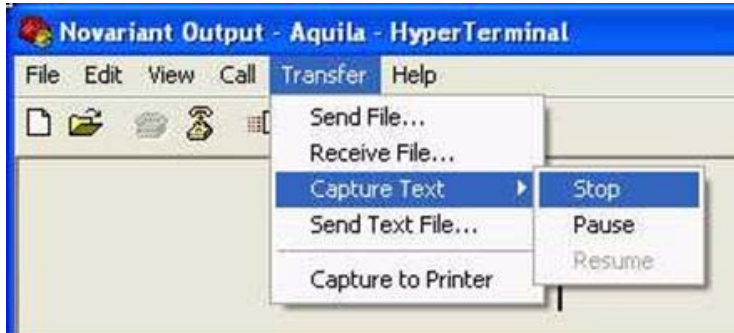 Novariant Output - Aquila - HyperTerminal
File Edit View Call Transfer Help
Send File...
Receive File...
Capture Text
Stop
Send Text File...
Pause
Resume
Capture to Printer